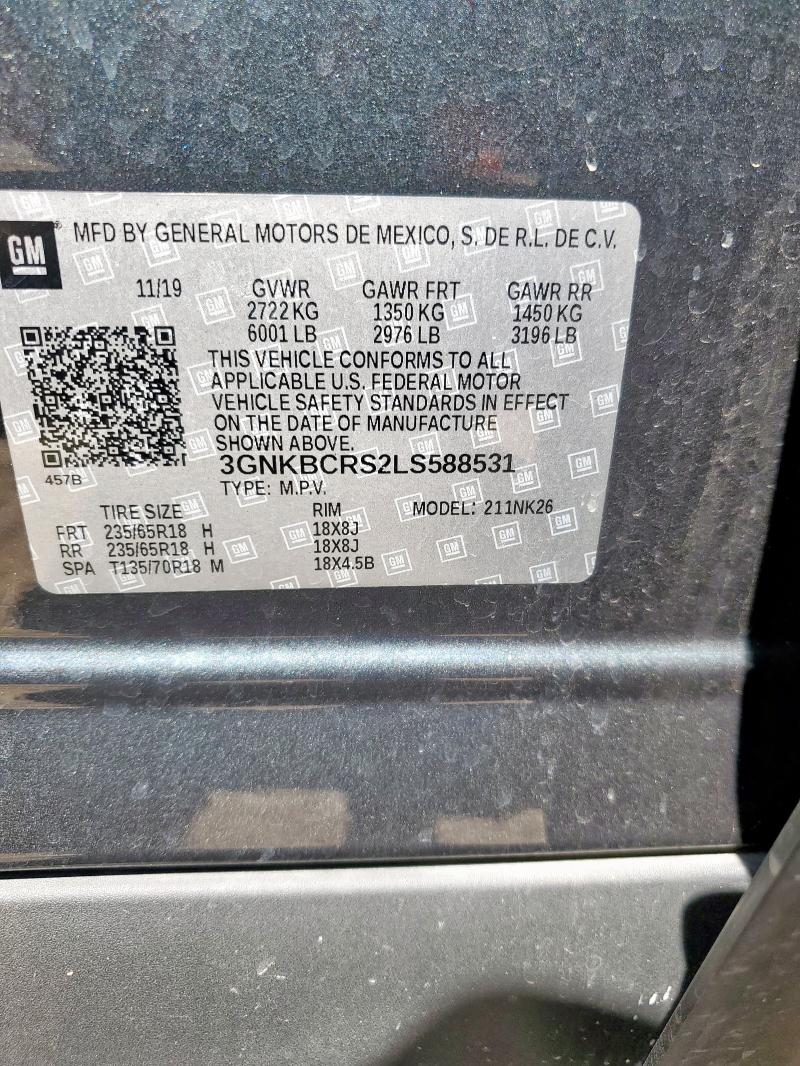 GM
MFD BY GENERAL MOTORS DE MEXICO, S. DE R.L. DE C.V.
11/19 GVWR GAWR FRT GAWR RR
2722 KG 1350 KG 1450 KG
6001 LB 2976 LB 3196 LB
THIS VEHICLE CONFORMS TO ALL
APPLICABLE U.S. FEDERAL MOTOR
VEHICLE SAFETY STANDARDS IN EFFECT
ON THE DATE OF MANUFACTURE
SHOWN ABOVE.
3GNKBCRS2LS588531
457B
TYPE: M.P.V.
TIRE SIZE RIM MODEL: 211NK26
FRT 235/65R18 H 18X8J
RR 235/65R18 H 18X8J
SPA T135/70R18 M 18X4.5B